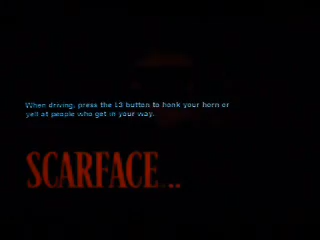 When driving, press the L3 button to honk your horn or
yell at people who get in your way.
SCARFACE...